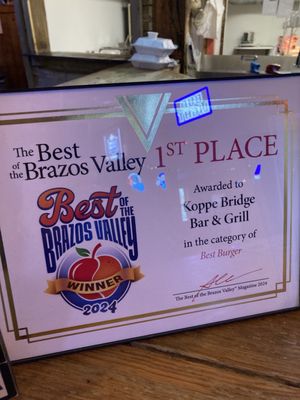 The Best
of the Brazos Valley
1ST PLACE
Awarded to
Koppe Bridge
Bar & Grill
in the category of
Best Burger
Best OF THE
BRAZOS VALLEY
WINNER
2024
The Best of the Brazos Valley" Magazine 2024